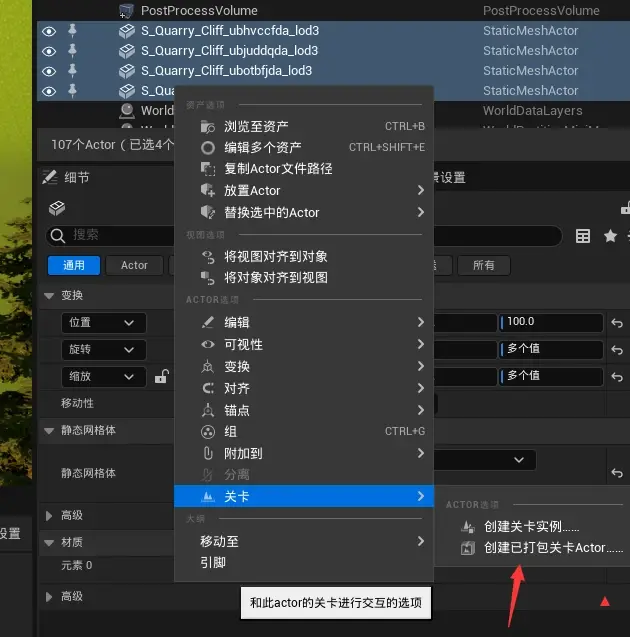 PostProcessVolume PostProcessVolume
S_Quarry_Cliff_ubhvccfda_lod3 StaticMeshActor
S_Quarry_Cliff_ubjuddqda_lod3 StaticMeshActor
S_Quarry_Cliff_ubotbfjda_lod3 StaticMeshActor
S_Qua StaticMeshActor
World WorldDataLayers
107个Actor（已选4个
细节
景设置
搜索
通用 Actor 所有
变换
位置 100.0
旋转 多个值
缩放 多个值
移动性
静态网格体
静态网格体
高级
材质
元素 0
高级
设置
资产选项
浏览至资产 CTRL+B
编辑多个资产 CTRL+SHIFT+E
复制Actor文件路径
放置Actor
替换选中的Actor
视图选项
将视图对齐到对象
将对象对齐到视图
ACTOR选项
编辑
可视性
变换
对齐
锚点
组 CTRL+G
附加到
分离
关卡
大纲
移动至
引脚
ACTOR选项
创建关卡实例......
创建已打包关卡Actor......
和此actor的关卡进行交互的选项